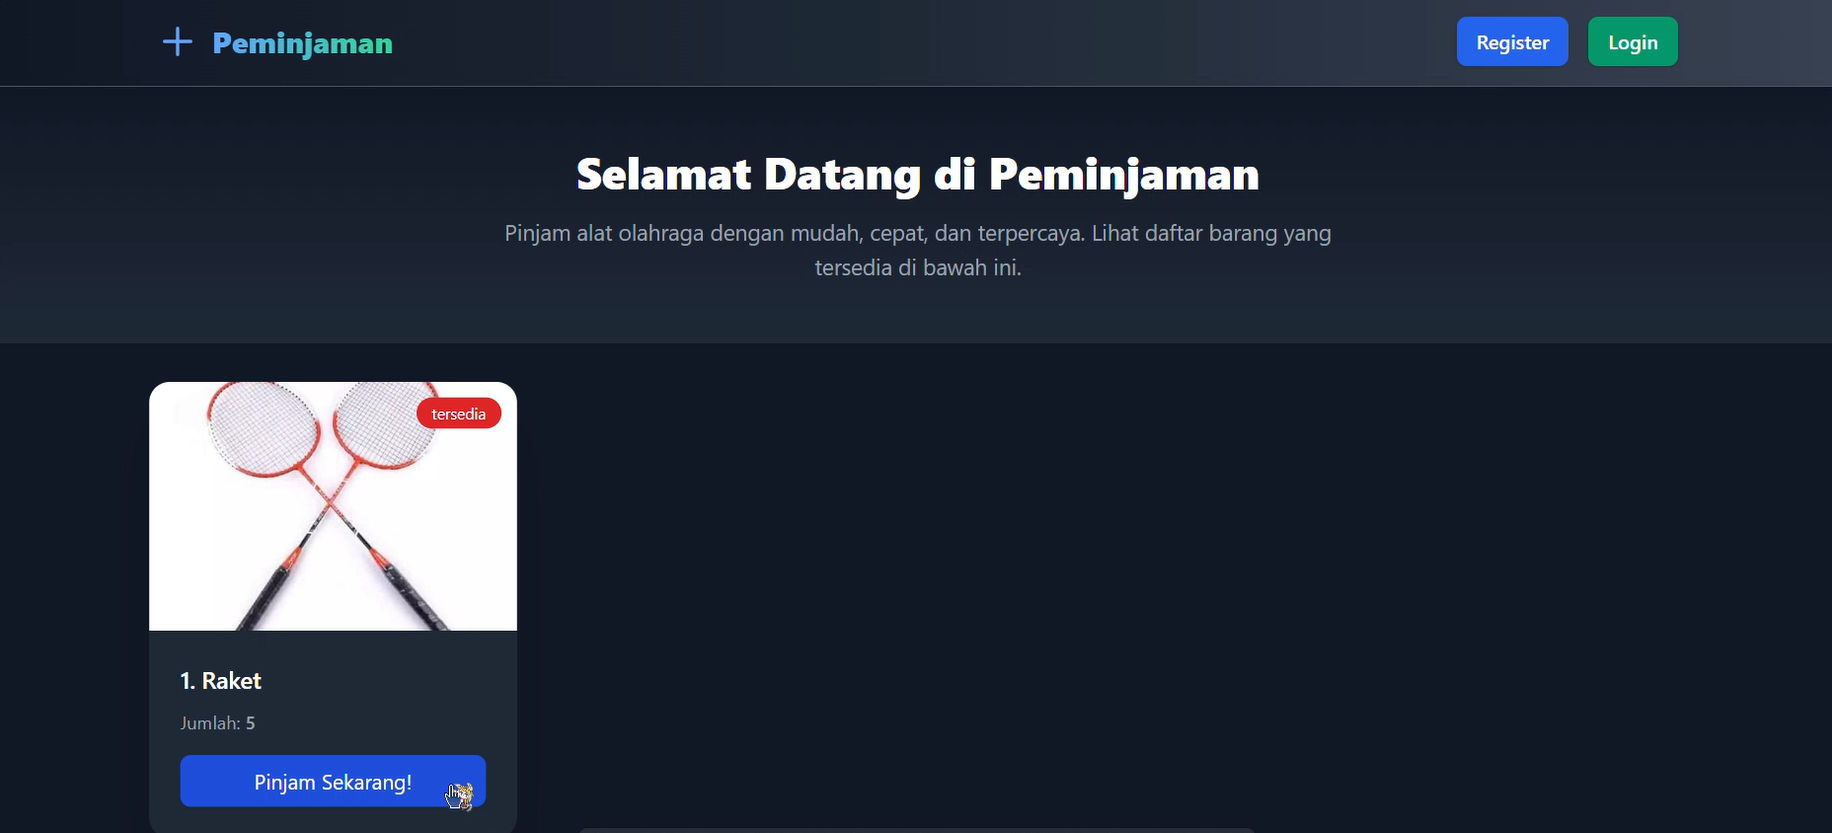 Peminjaman
Register
Login
Selamat Datang di Peminjaman
Pinjam alat olahraga dengan mudah, cepat, dan terpercaya. Lihat daftar barang yang
tersedia di bawah ini.
tersedia
1. Raket
Jumlah: 5
Pinjam Sekarang!